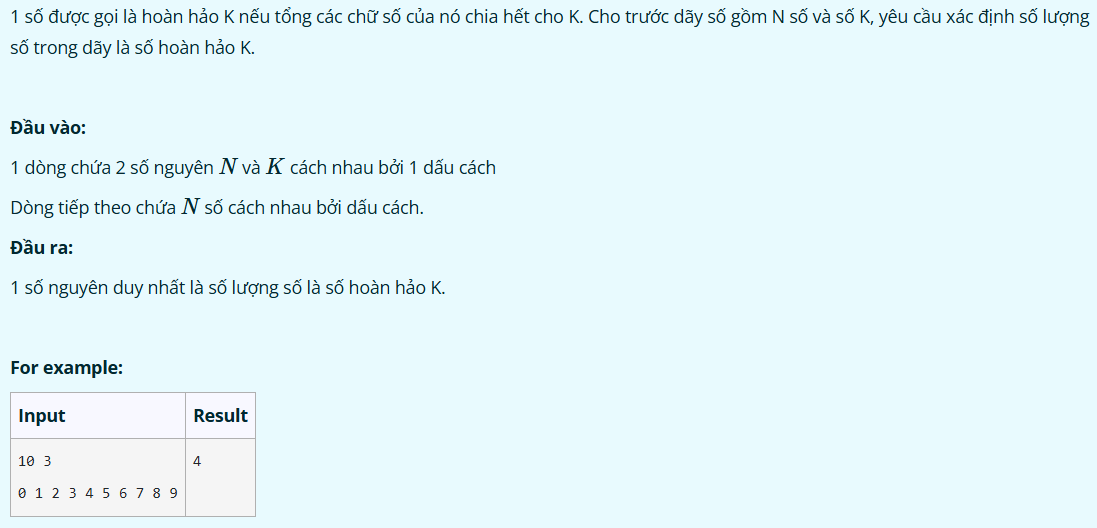 1 số được gọi là hoàn hảo K nếu tổng các chữ số của nó chia hết cho K. Cho trước dãy số gồm N số và số K, yêu cầu xác định số lượng
số trong dãy là số hoàn hảo K.
Đầu vào:
1 dòng chứa 2 số nguyên N và K cách nhau bởi 1 dấu cách
Dòng tiếp theo chứa N số cách nhau bởi dấu cách.
Đầu ra:
1 số nguyên duy nhất là số lượng số là số hoàn hảo K.
For example:
Input Result
10 3 4
0 1 2 3 4 5 6 7 8 9